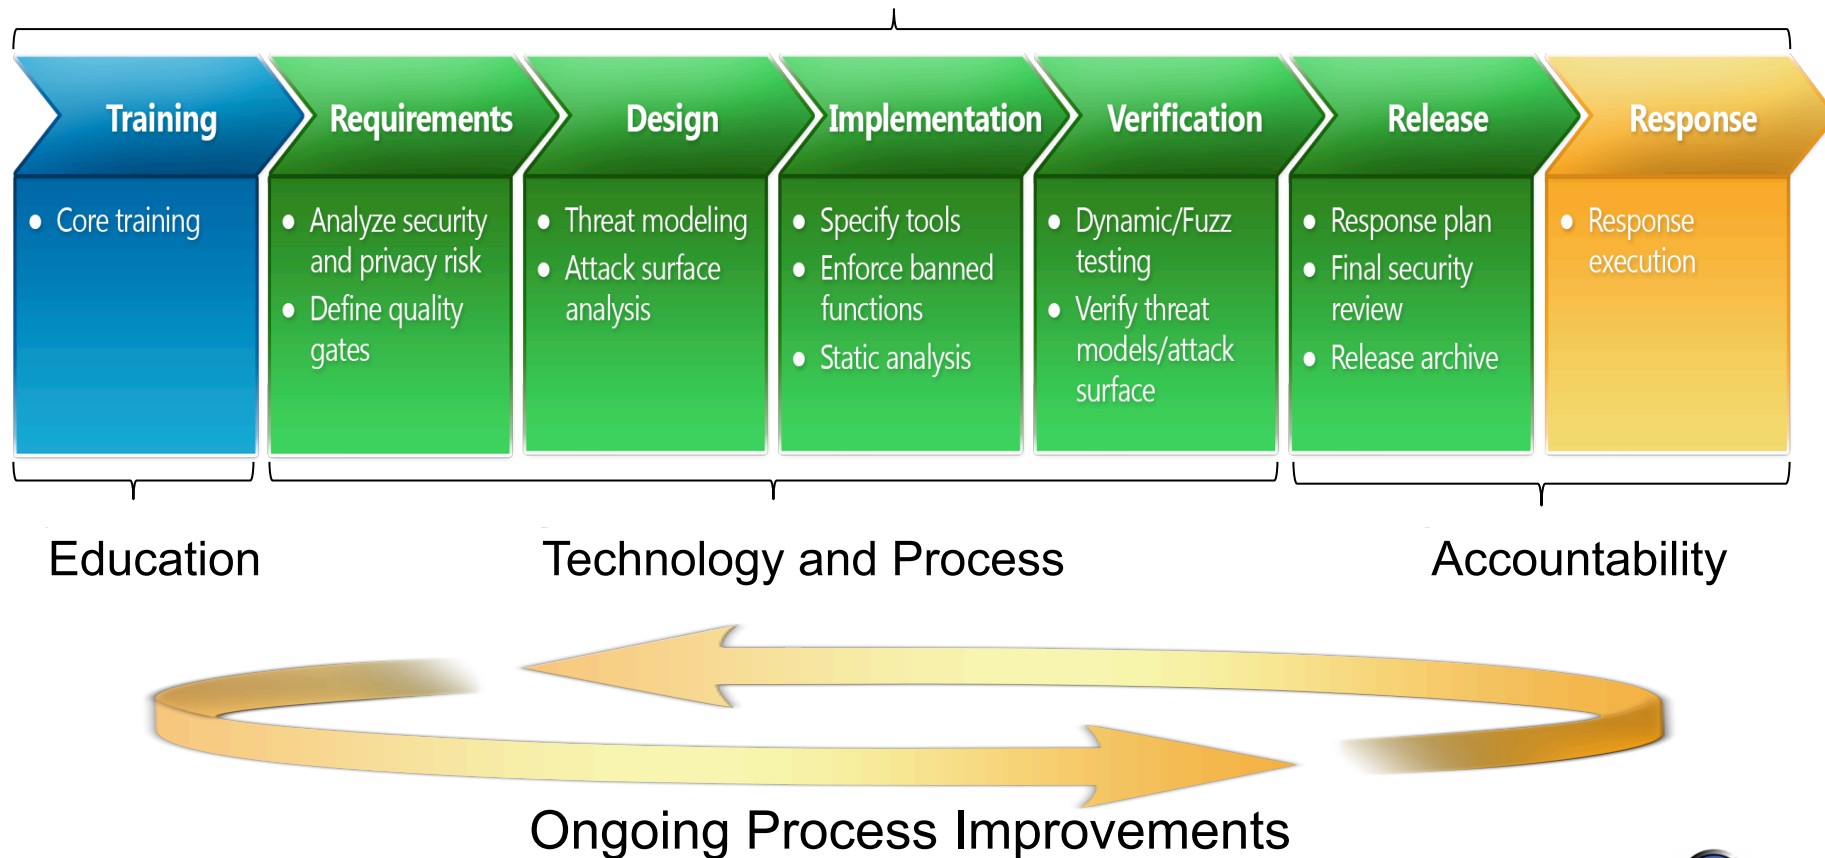 Training
Requirements
Design
Implementation
Verification
Release
Response
• Core training
• Analyze security
and privacy risk
• Define quality
gates
• Threat modeling
• Attack surface
analysis
• Specify tools
• Enforce banned
functions
• Static analysis
• Dynamic/Fuzz
testing
• Verify threat
models/attack
surface
• Response plan
• Final security
review
• Release archive
• Response
execution
Education
Technology and Process
Accountability
Ongoing Process Improvements